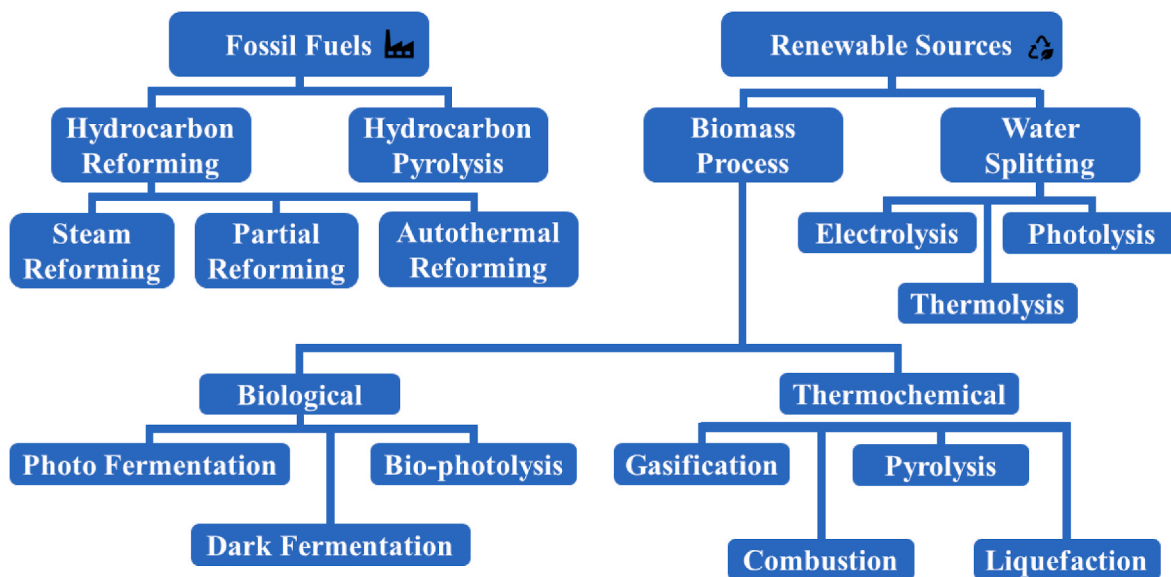 Fossil Fuels
Renewable Sources
Hydrocarbon
Reforming
Hydrocarbon
Pyrolysis
Biomass
Process
Water
Splitting
Steam
Reforming
Partial
Reforming
Autothermal
Reforming
Electrolysis
Photolysis
Thermolysis
Biological
Thermochemical
Photo Fermentation
Bio-photolysis
Gasification
Pyrolysis
Dark Fermentation
Combustion
Liquefaction